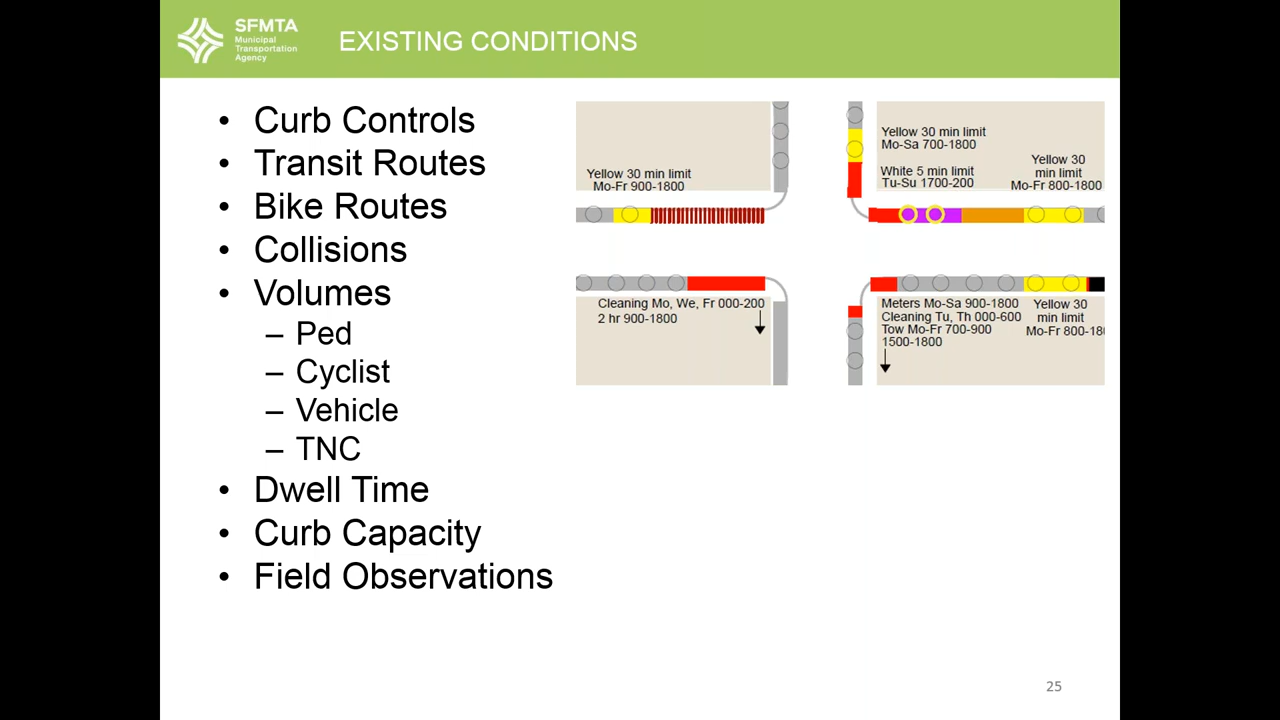 SFMTA
Municipal
Transportation
Agency
EXISTING CONDITIONS
• Curb Controls
• Transit Routes
• Bike Routes
• Collisions
• Volumes
– Ped
– Cyclist
– Vehicle
– TNC
• Dwell Time
• Curb Capacity
• Field Observations
Yellow 30 min limit
Mo-Fr 900-1800
Yellow 30 min limit
Mo-Sa 700-1800
White 5 min limit
Tu-Su 1700-200
Yellow 30
min limit
Mo-Fr 800-1800
Cleaning Mo, We, Fr 000-200
2 hr 900-1800
Meters Mo-Sa 900-1800
Cleaning Tu, Th 000-600
Tow Mo-Fr 700-900
1500-1800
Yellow 30
min limit
Mo-Fr 800-180
25